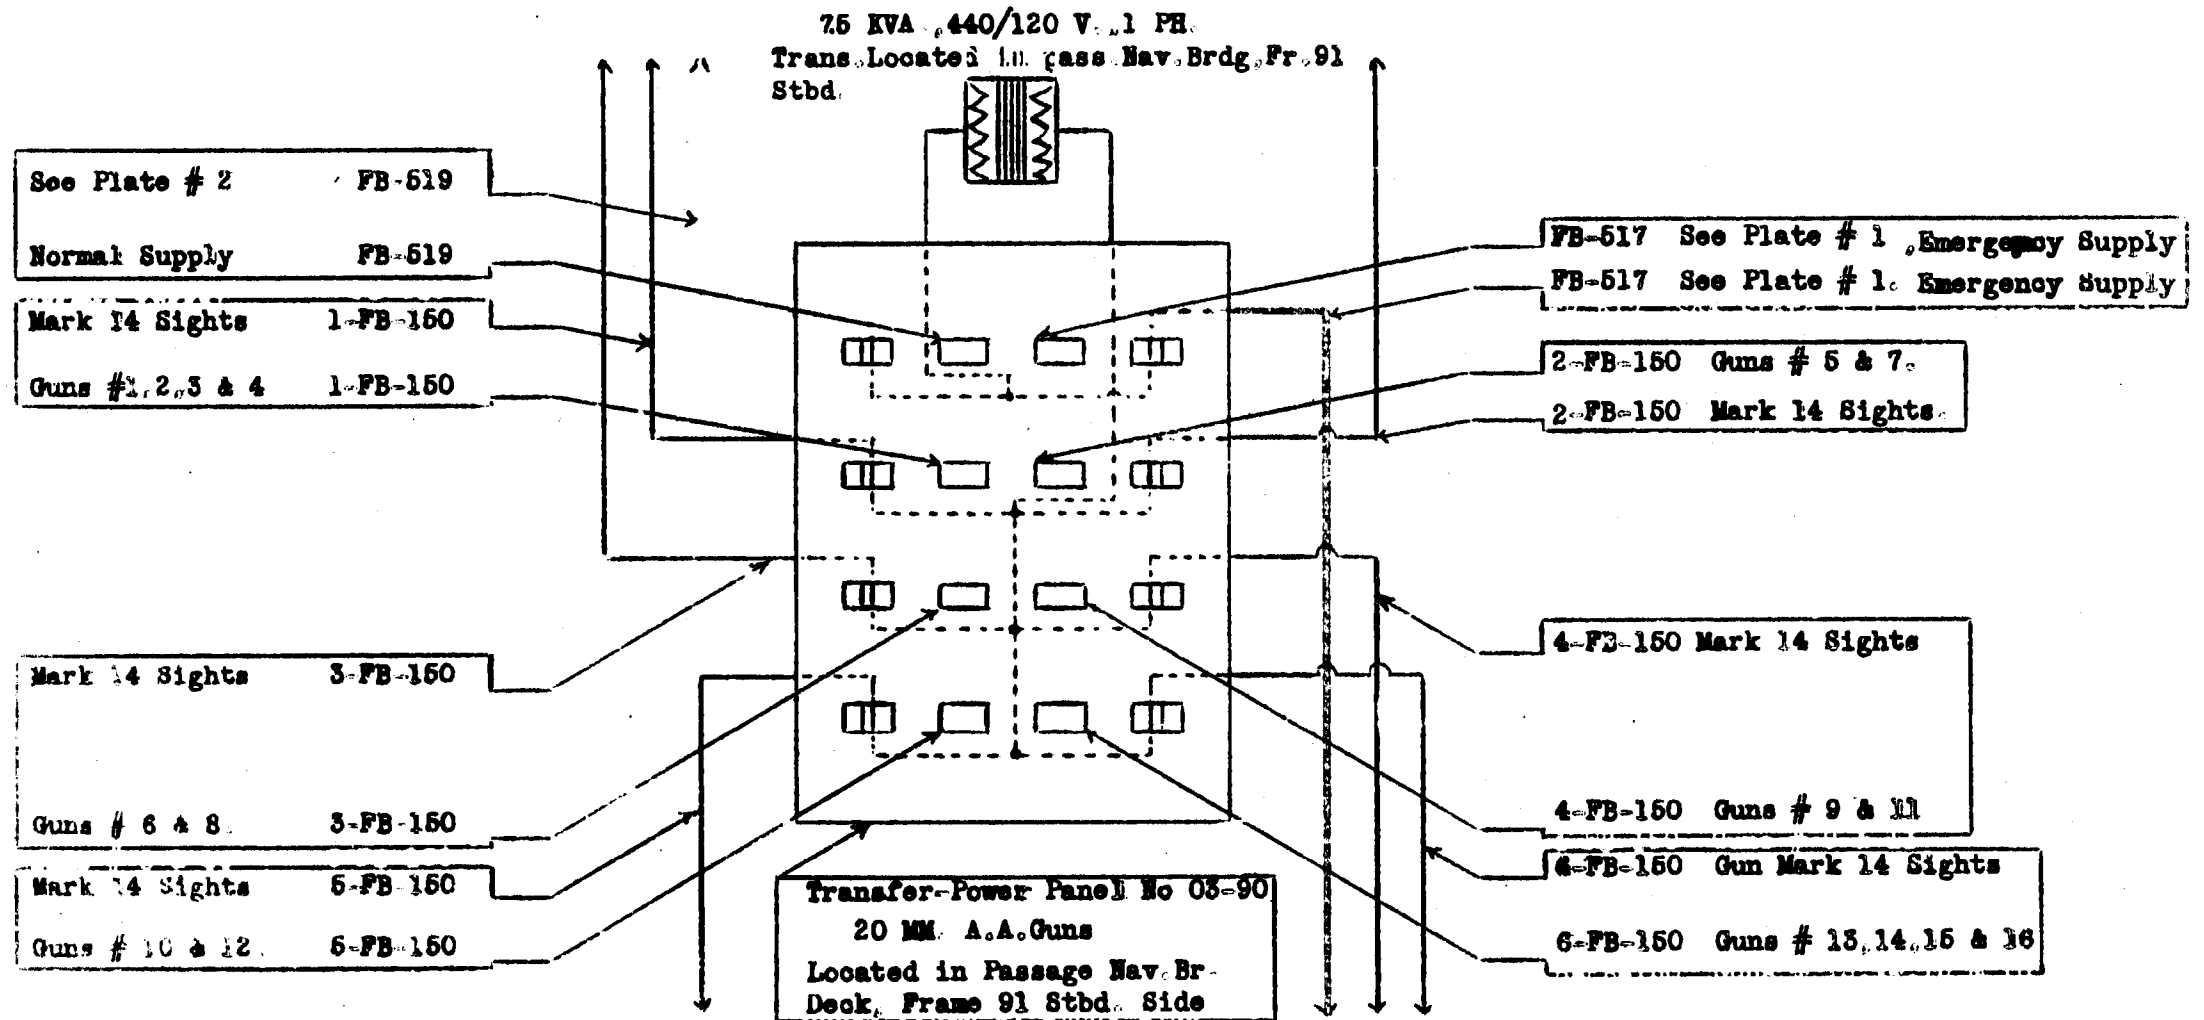 7.5 KVA .440/120 V. .1 PH.
Trans. Located in pass Nav. Brdg. Fr. 91
Stbd.
See Plate # 2 FB-519
Normal Supply FB-519
Mark 14 Sights 1-FB-150
Guns #1,2,3 & 4 1-FB-150
Mark 14 Sights 3-FB-150
Guns # 6 & 8. 3-FB-150
Mark 14 Sights 5-FB-150
Guns # 10 & 12. 5-FB-150
FB-517 See Plate # 1 , Emergency Supply
FB-517 See Plate # 1. Emergency Supply
2-FB-150 Guns # 5 & 7.
2-FB-150 Mark 14 Sights.
4-FB-150 Mark 14 Sights
4-FB-150 Guns # 9 & 11
6-FB-150 Gun Mark 14 Sights
6-FB-150 Guns # 13,14,15 & 16
Transfer-Power Panel No 03-90
20 MM. A.A.Guns
Located in Passage Nav. Br-
Deck, Frame 91 Stbd. Side